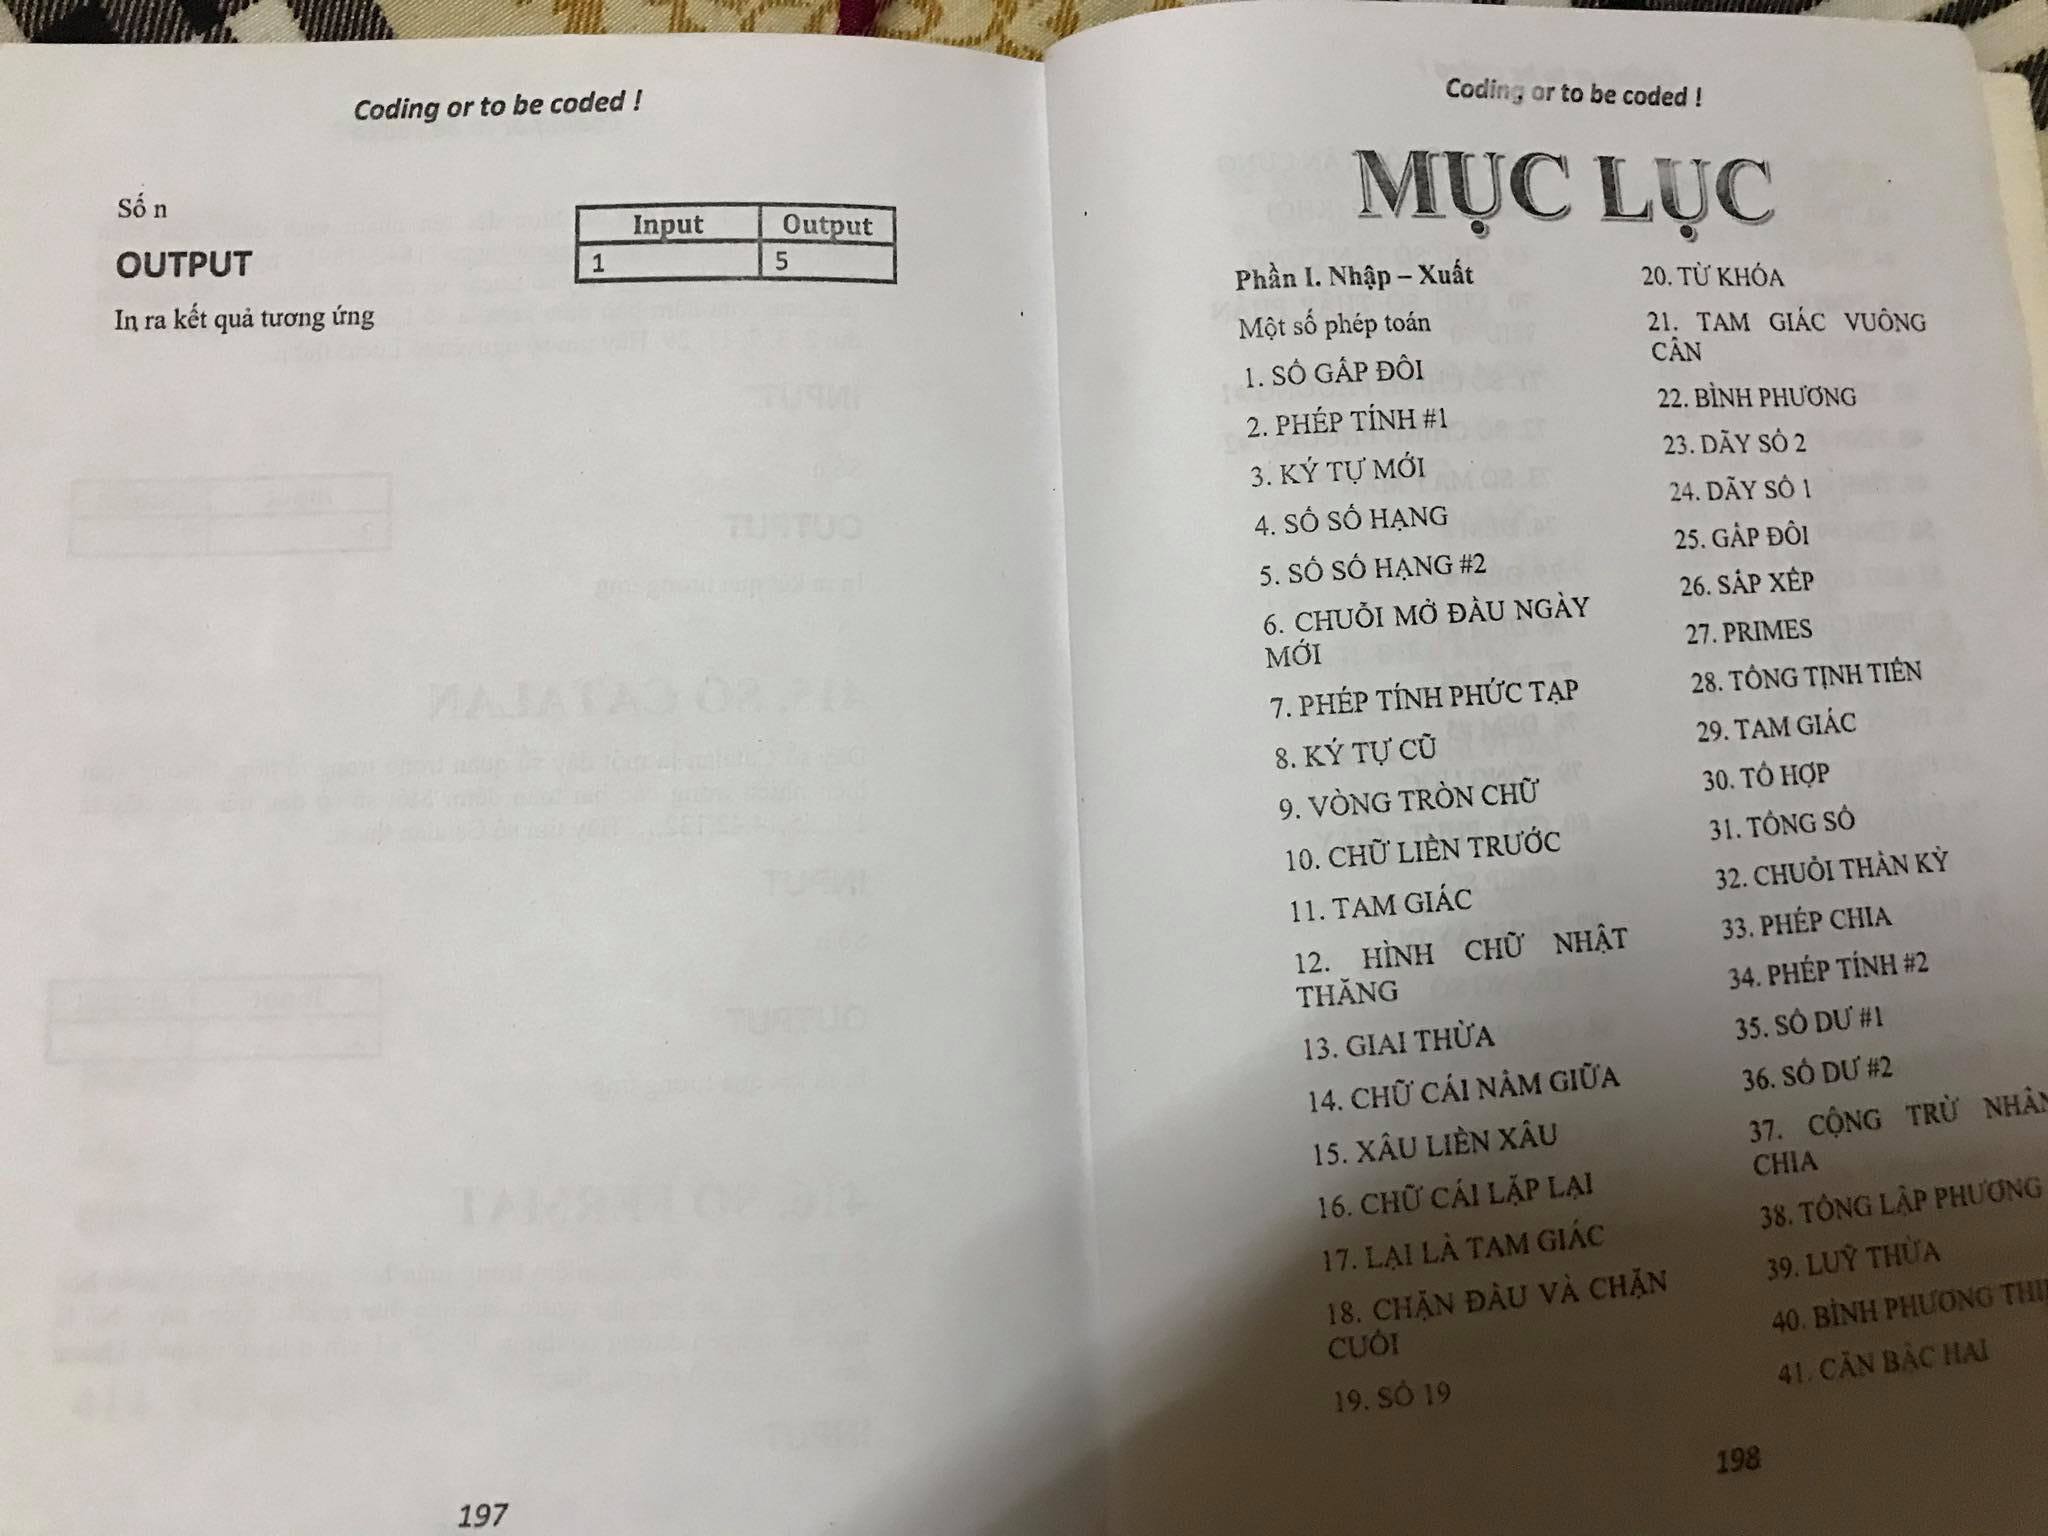 Coding or to be coded !
Số n
OUTPUT
In ra kết quả tương ứng
Input Output
1 5
197
Coding or to be coded !
MỤC LỤC
Phần I. Nhập – Xuất
Một số phép toán
1. SỐ GẤP ĐÔI
2. PHÉP TÍNH #1
3. KÝ TỰ MỚI
4. SỐ SỐ HẠNG
5. SỐ SỐ HẠNG #2
6. CHUỖI MỞ ĐẦU NGÀY
MỚI
7. PHÉP TÍNH PHỨC TẠP
8. KÝ TỰ CŨ
9. VÒNG TRÒN CHỮ
10. CHỮ LIỀN TRƯỚC
11. TAM GIÁC
12. HÌNH CHỮ NHẬT
THĂNG
13. GIAI THỪA
14. CHỮ CÁI NẰM GIỮA
15. XÂU LIỀN XÂU
16. CHỮ CÁI LẶP LẠI
17. LẠI LÀ TAM GIÁC
18. CHẶN ĐẦU VÀ CHẶN
CUỐI
19. SỐ 19
20. TỪ KHÓA
21. TAM GIÁC VUÔNG
CÂN
22. BÌNH PHƯƠNG
23. DÃY SỐ 2
24. DÃY SỐ 1
25. GẤP ĐÔI
26. SẮP XẾP
27. PRIMES
28. TỔNG TỊNH TIẾN
29. TAM GIÁC
30. TỔ HỢP
31. TỔNG SỐ
32. CHUỖI THẦN KỲ
33. PHÉP CHIA
34. PHÉP TÍNH #2
35. SỐ DƯ #1
36. SỐ DƯ #2
37. CỘNG TRỪ NHÂN
CHIA
38. TỔNG LẬP PHƯƠNG
39. LUỸ THỪA
40. BÌNH PHƯƠNG
41. CĂN BẬC HAI
198